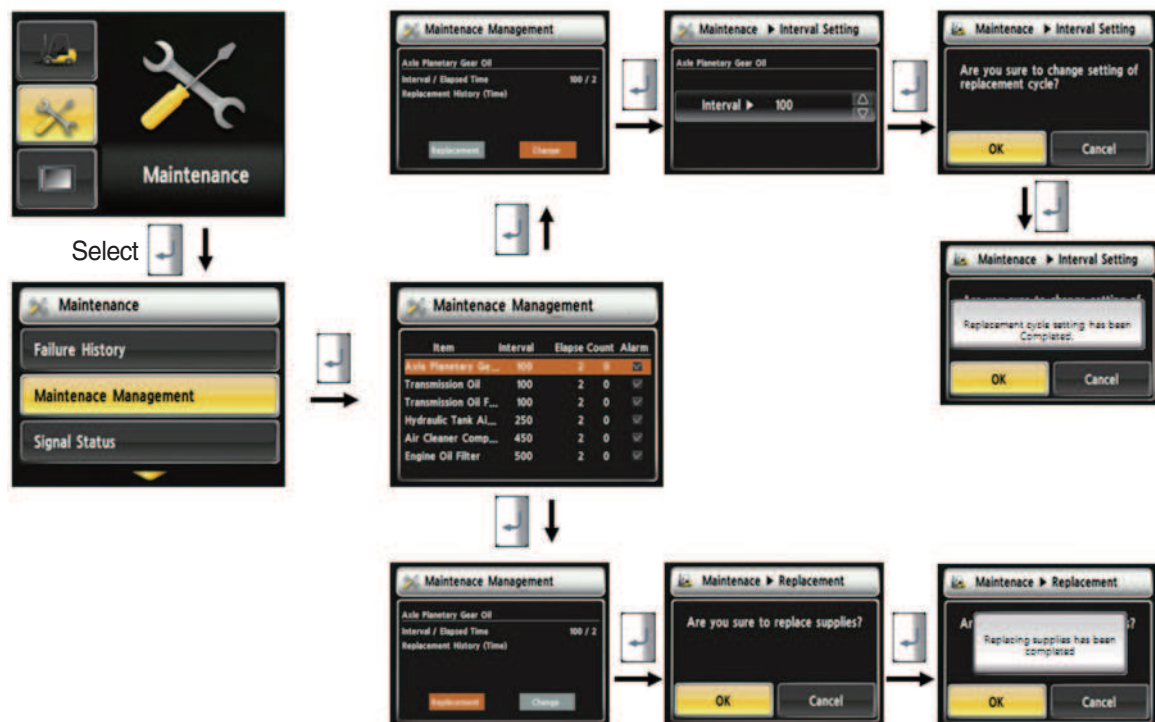 Maintenance
Select
Maintenance
Failure History
Maintenace Management
Signal Status
Maintenace Management
Axle Planetary Gear Oil
Interval / Elapsed Time 100 / 2
Replacement History (Time)
Replacement Change
Maintenace ▶ Interval Setting
Axle Planetary Gear Oil
Interval ▶ 100
Maintenace ▶ Interval Setting
Are you sure to change setting of
replacement cycle?
OK Cancel
Maintenace ▶ Interval Setting
Replacement cycle setting has been
Completed.
OK Cancel
Maintenace Management
Item Interval Elapse Count Alarm
Axle Planetary Ge... 100 2 0
Transmission Oil 100 2 0
Transmission Oil F... 100 2 0
Hydraulic Tank Ai... 250 2 0
Air Cleaner Comp... 450 2 0
Engine Oil Filter 500 2 0
Maintenace Management
Axle Planetary Gear Oil
Interval / Elapsed Time 100 / 2
Replacement History (Time)
Replacement Change
Maintenace ▶ Replacement
Are you sure to replace supplies?
OK Cancel
Maintenace ▶ Replacement
Replacing supplies has been
completed
OK Cancel